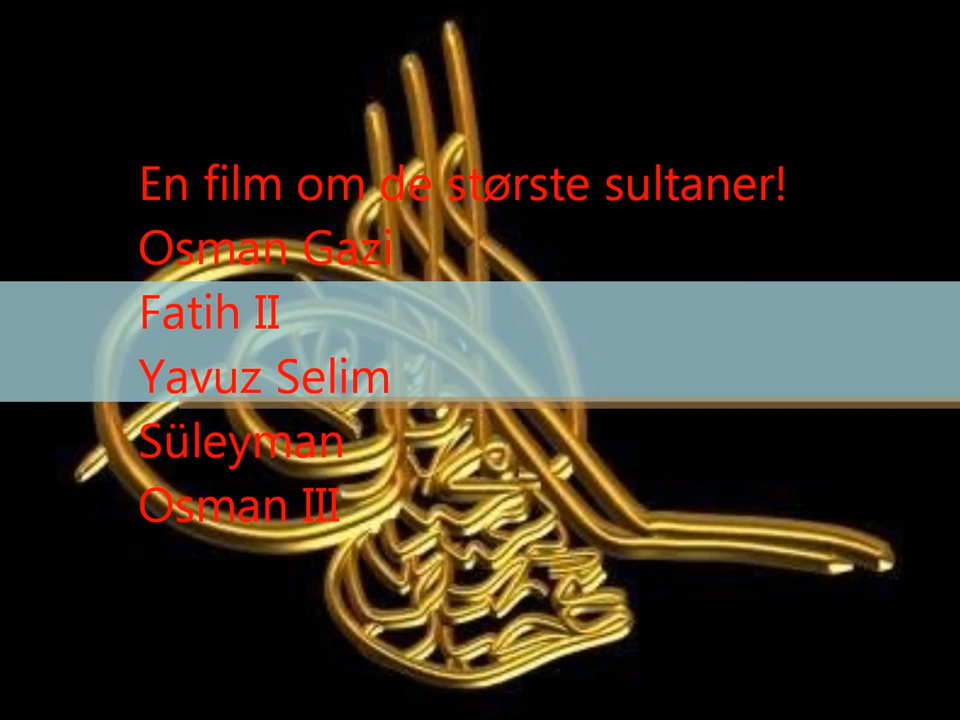 En film om de største sultaner!
Osman Gazi
Fatih II
Yavuz Selim
Süleyman
Osman III